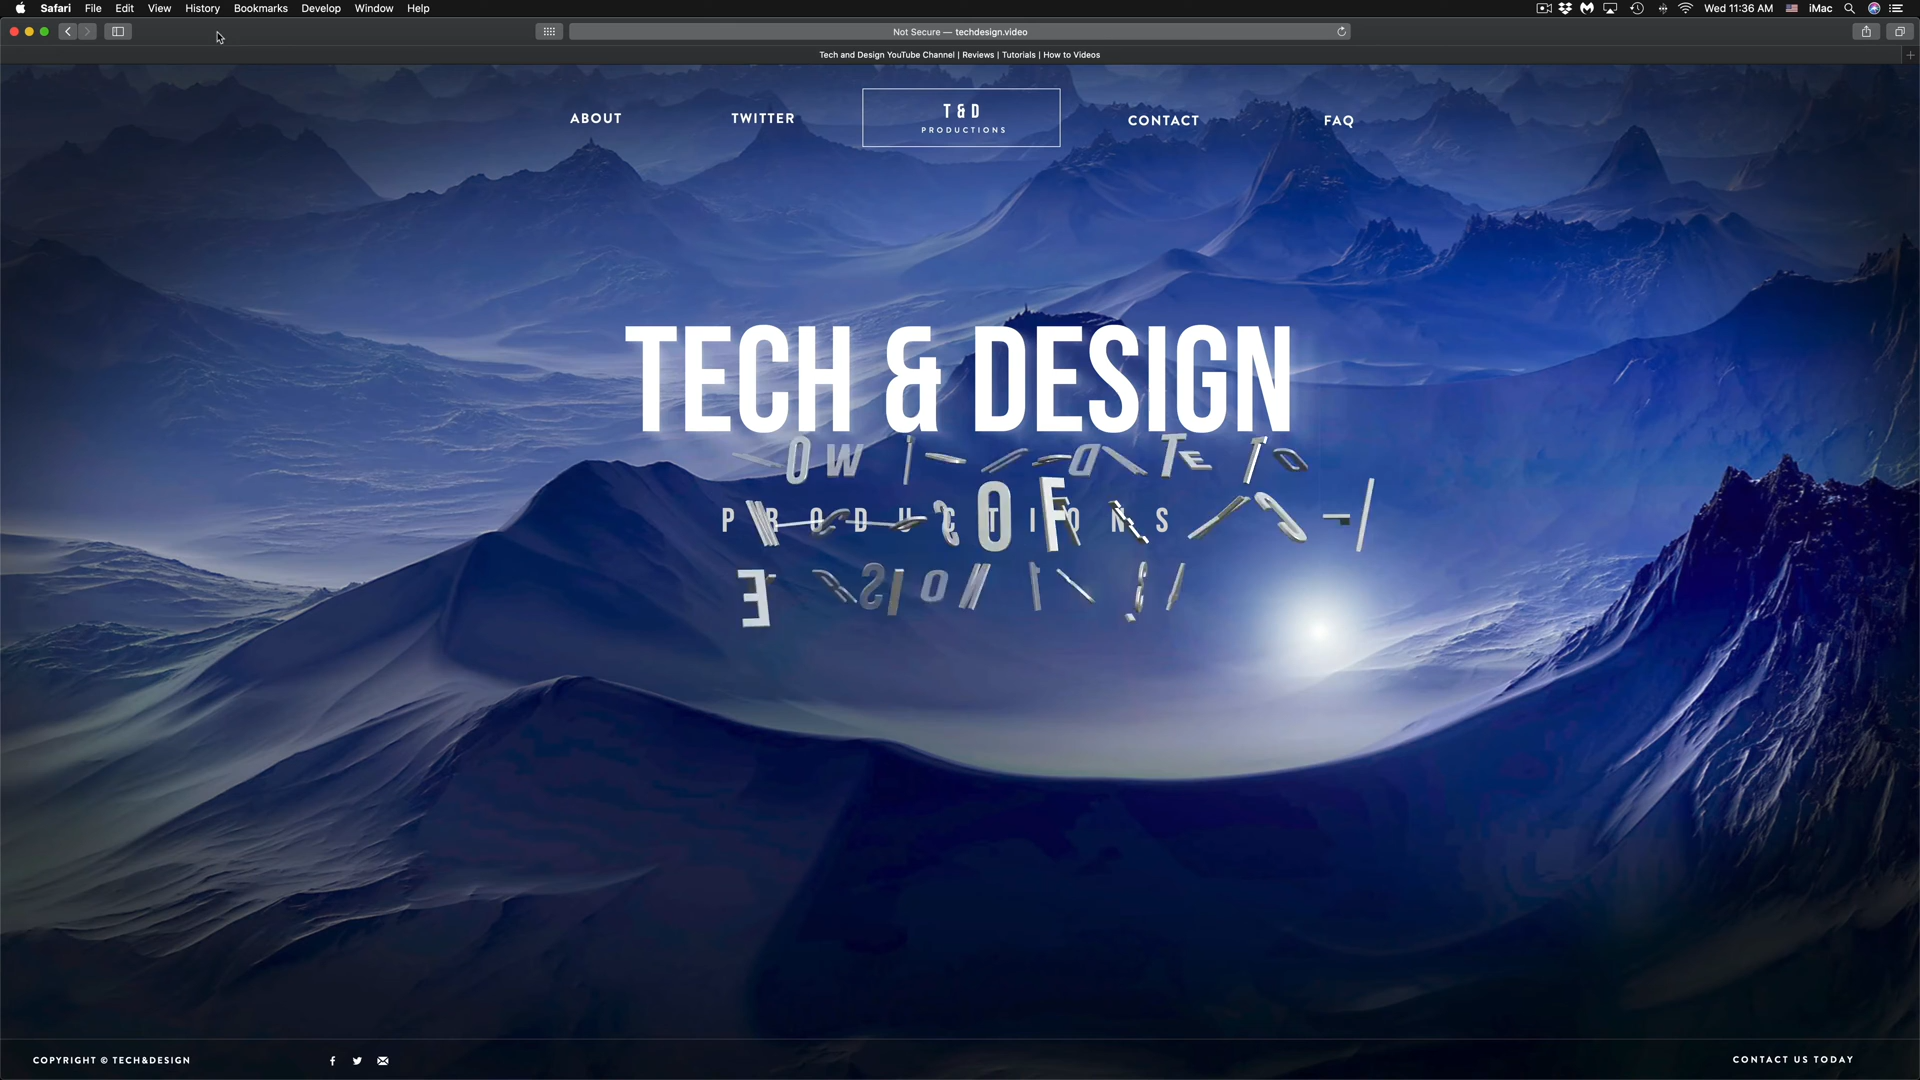 Safari File Edit View History Bookmarks Develop Window Help Wed 11:36 AM iMac
Not Secure — techdesign.video
Tech and Design YouTube Channel | Reviews | Tutorials | How to Videos
ABOUT TWITTER T&D CONTACT FAQ
PRODUCTIONS
TECH & DESIGN
PRODUCTIONS
OF
COPYRIGHT © TECH&DESIGN CONTACT US TODAY